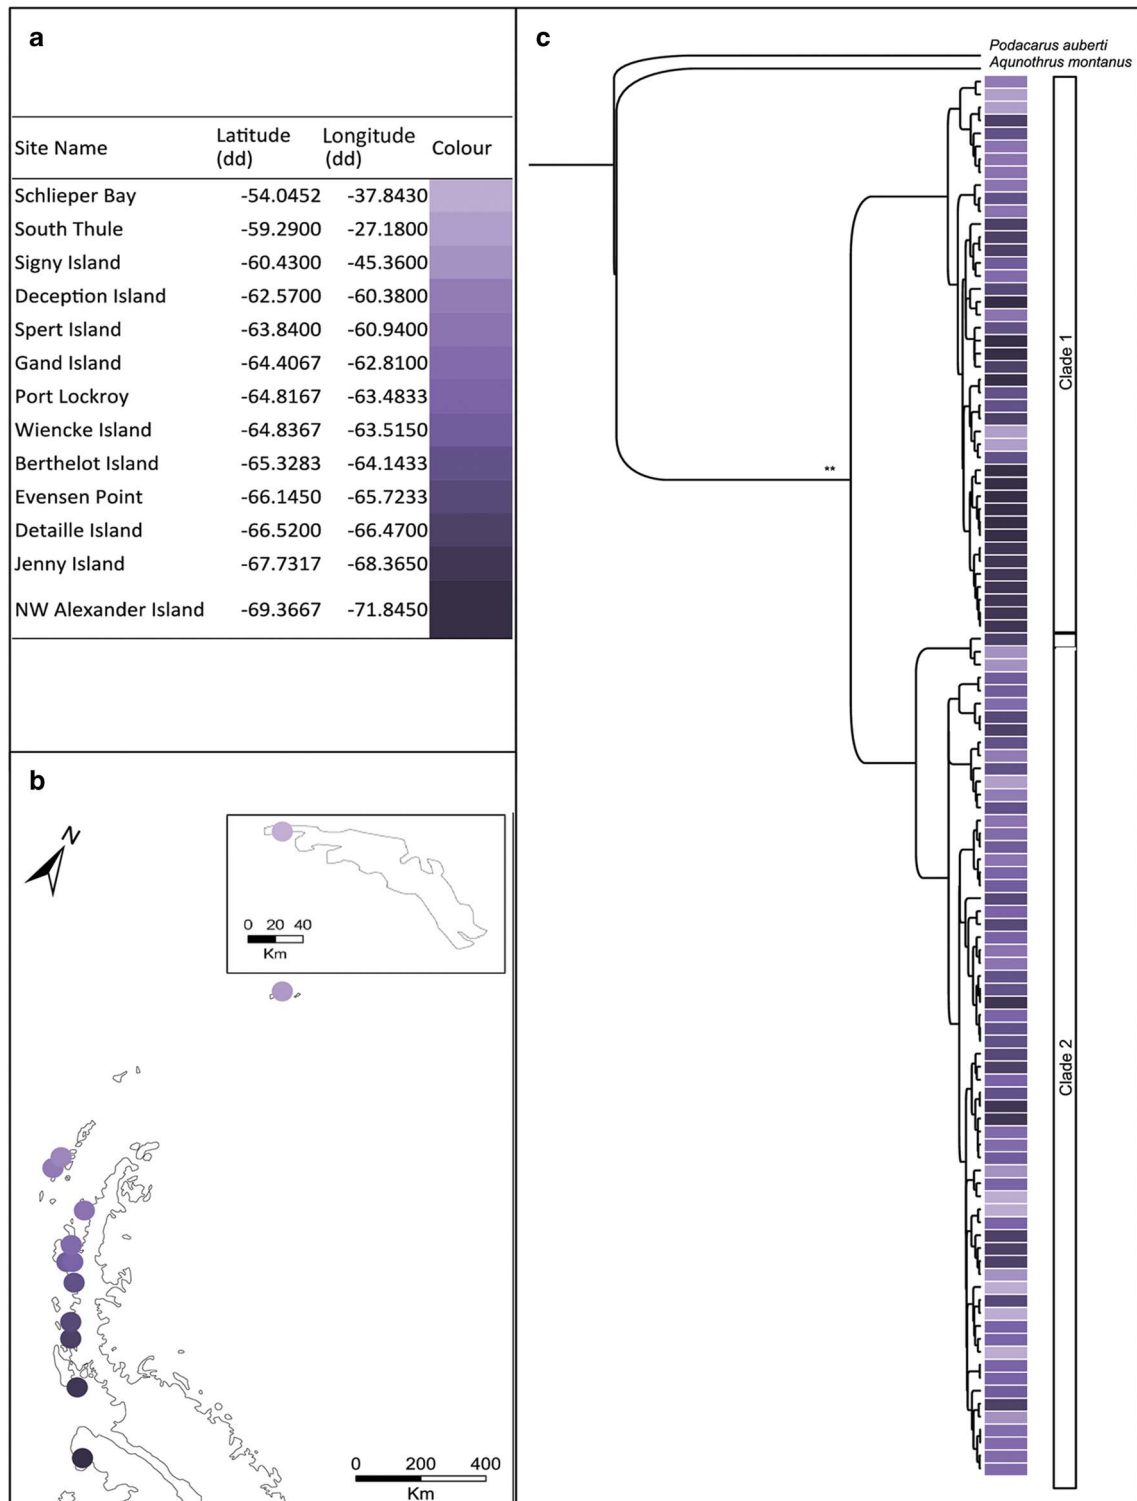 a
Site Name Latitude (dd) Longitude (dd) Colour
Schlieper Bay -54.0452 -37.8430
South Thule -59.2900 -27.1800
Signy Island -60.4300 -45.3600
Deception Island -62.5700 -60.3800
Spert Island -63.8400 -60.9400
Gand Island -64.4067 -62.8100
Port Lockroy -64.8167 -63.4833
Wiencke Island -64.8367 -63.5150
Berthelot Island -65.3283 -64.1433
Evensen Point -66.1450 -65.7233
Detaille Island -66.5200 -66.4700
Jenny Island -67.7317 -68.3650
NW Alexander Island -69.3667 -71.8450
b
N
0 20 40
Km
0 200 400
Km
c
Podacarus auberti
Aqunothrus montanus
**
Clade 1
Clade 2